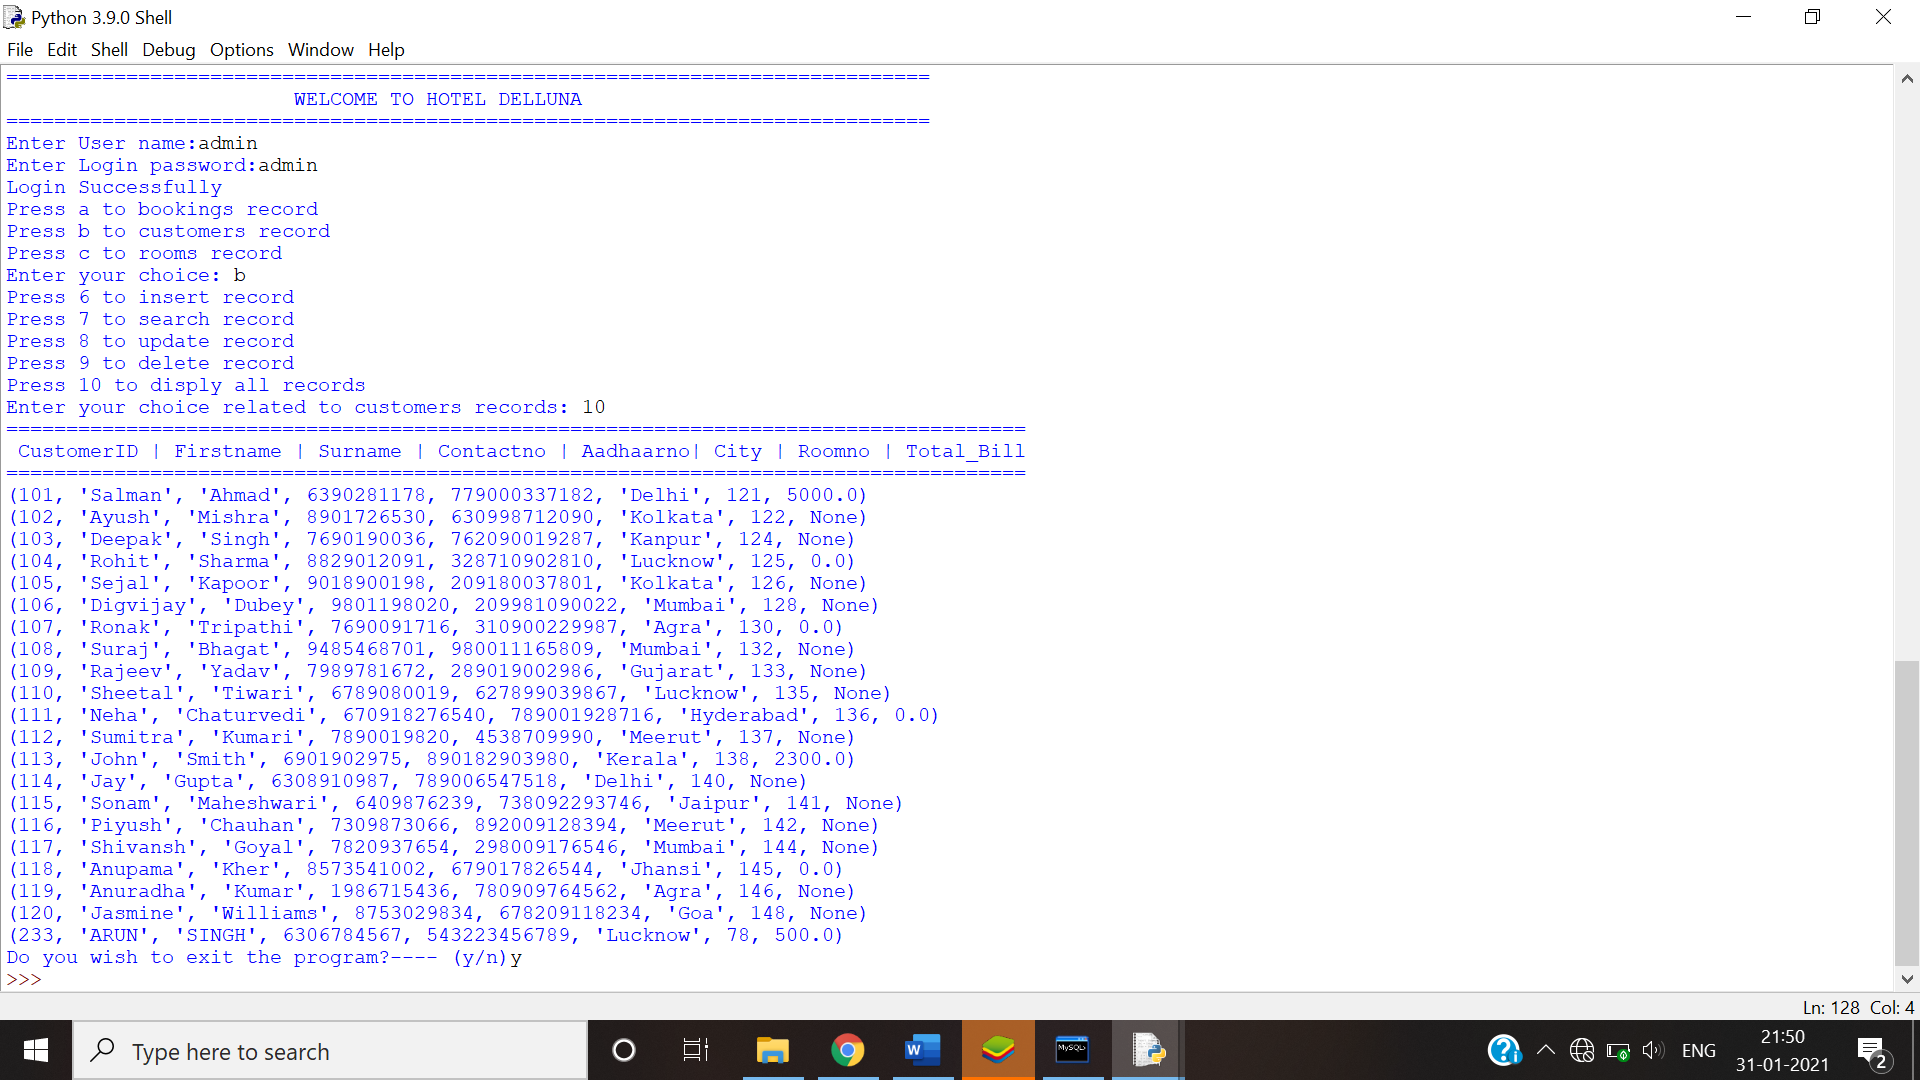 Python 3.9.0 Shell
File Edit Shell Debug Options Window Help
=============================================================================
WELCOME TO HOTEL DELLUNA
=============================================================================
Enter User name:admin
Enter Login password:admin
Login Successfully
Press a to bookings record
Press b to customers record
Press c to rooms record
Enter your choice: b
Press 6 to insert record
Press 7 to search record
Press 8 to update record
Press 9 to delete record
Press 10 to disply all records
Enter your choice related to customers records: 10
=====================================================================================
CustomerID | Firstname | Surname | Contactno | Aadhaarno| City | Roomno | Total_Bill
=====================================================================================
(101, 'Salman', 'Ahmad', 6390281178, 779000337182, 'Delhi', 121, 5000.0)
(102, 'Ayush', 'Mishra', 8901726530, 630998712090, 'Kolkata', 122, None)
(103, 'Deepak', 'Singh', 7690190036, 762090019287, 'Kanpur', 124, None)
(104, 'Rohit', 'Sharma', 8829012091, 328710902810, 'Lucknow', 125, 0.0)
(105, 'Sejal', 'Kapoor', 9018900198, 209180037801, 'Kolkata', 126, None)
(106, 'Digvijay', 'Dubey', 9801198020, 209981090022, 'Mumbai', 128, None)
(107, 'Ronak', 'Tripathi', 7690091716, 310900229987, 'Agra', 130, 0.0)
(108, 'Suraj', 'Bhagat', 9485468701, 980011165809, 'Mumbai', 132, None)
(109, 'Rajeev', 'Yadav', 7989781672, 289019002986, 'Gujarat', 133, None)
(110, 'Sheetal', 'Tiwari', 6789080019, 627899039867, 'Lucknow', 135, None)
(111, 'Neha', 'Chaturvedi', 670918276540, 789001928716, 'Hyderabad', 136, 0.0)
(112, 'Sumitra', 'Kumari', 7890019820, 4538709990, 'Meerut', 137, None)
(113, 'John', 'Smith', 6901902975, 890182903980, 'Kerala', 138, 2300.0)
(114, 'Jay', 'Gupta', 6308910987, 789006547518, 'Delhi', 140, None)
(115, 'Sonam', 'Maheshwari', 6409876239, 738092293746, 'Jaipur', 141, None)
(116, 'Piyush', 'Chauhan', 7309873066, 892009128394, 'Meerut', 142, None)
(117, 'Shivansh', 'Goyal', 7820937654, 298009176546, 'Mumbai', 144, None)
(118, 'Anupama', 'Kher', 8573541002, 679017826544, 'Jhansi', 145, 0.0)
(119, 'Anuradha', 'Kumar', 1986715436, 780909764562, 'Agra', 146, None)
(120, 'Jasmine', 'Williams', 8753029834, 678209118234, 'Goa', 148, None)
(233, 'ARUN', 'SINGH', 6306784567, 543223456789, 'Lucknow', 78, 500.0)
Do you wish to exit the program?---- (y/n)y
>>>
Ln: 128 Col: 4
Type here to search
W
MySQL
ENG
21:50
31-01-2021
2